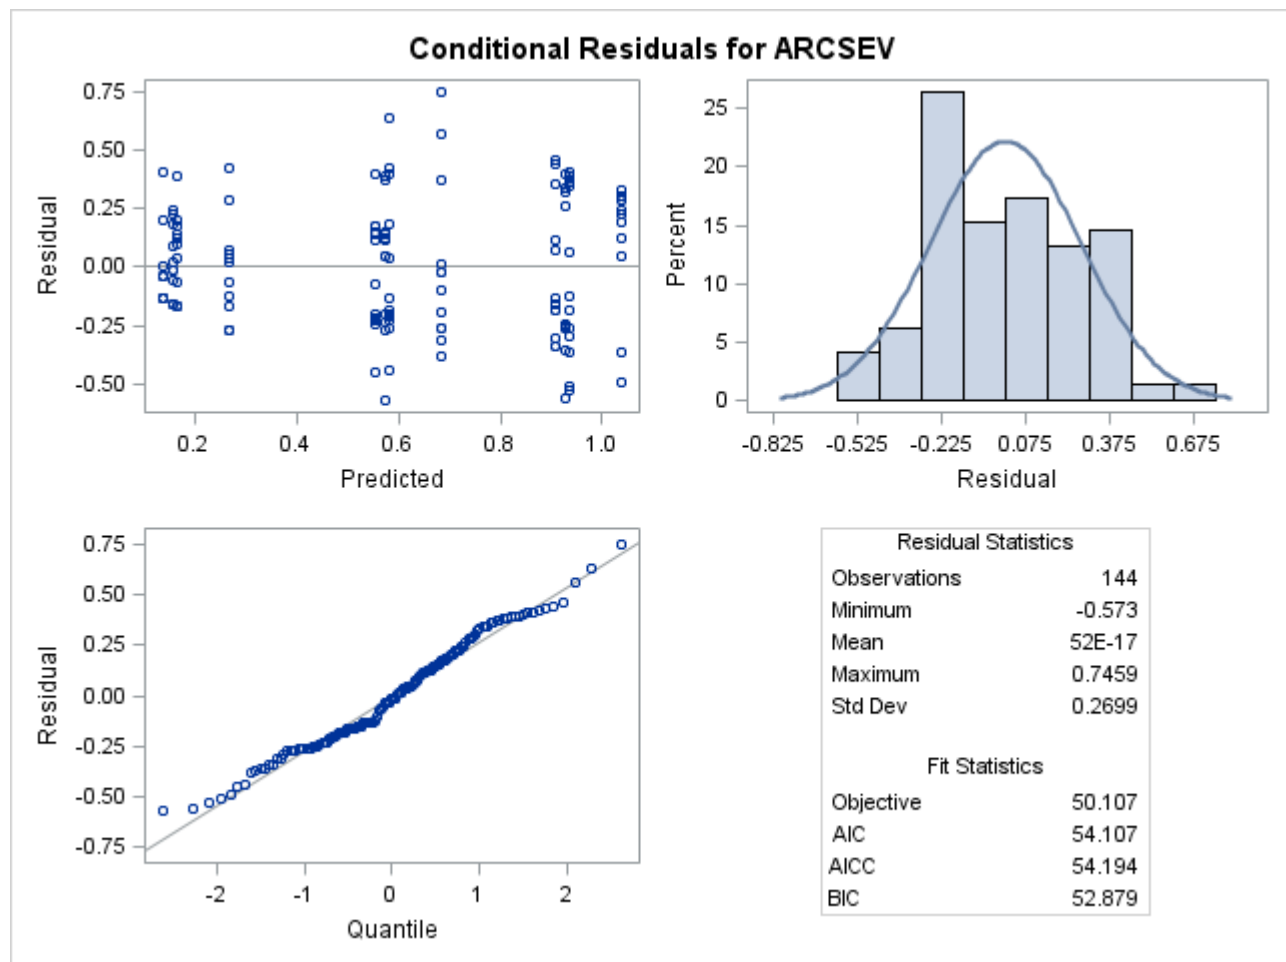 Conditional Residuals for ARCSEV
0.75
0.50
0.25
0.00
-0.25
-0.50
Residual
0.2 0.4 0.6 0.8 1.0
Predicted
25
20
15
10
5
0
Percent
-0.825 -0.525 -0.225 0.075 0.375 0.675
Residual
0.75
0.50
0.25
0.00
-0.25
-0.50
-0.75
Residual
-2 -1 0 1 2
Quantile
Residual Statistics
Observations 144
Minimum -0.573
Mean 52E-17
Maximum 0.7459
Std Dev 0.2699
Fit Statistics
Objective 50.107
AIC 54.107
AICC 54.194
BIC 52.879